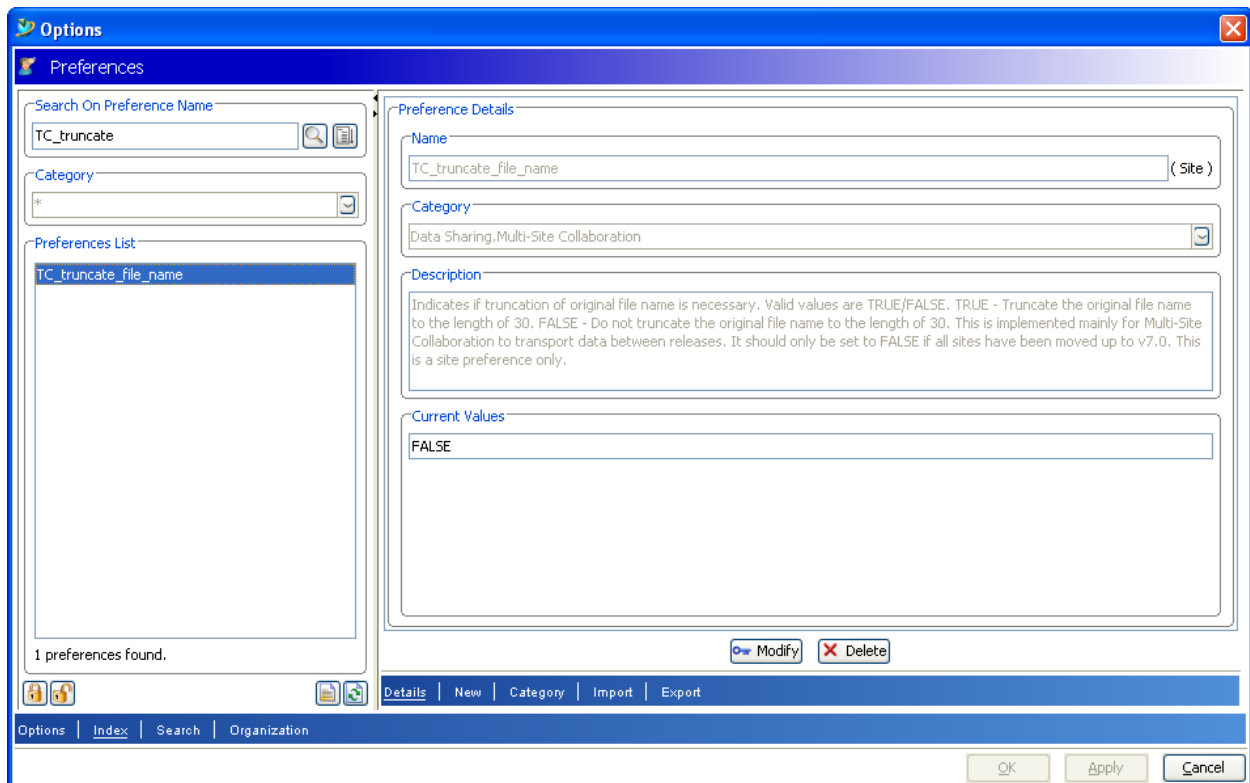 Options
Preferences
Search On Preference Name
TC_truncate
Category
*
Preferences List
TC_truncate_file_name
1 preferences found.
Preference Details
Name
TC_truncate_file_name
( Site )
Category
Data Sharing.Multi-Site Collaboration
Description
Indicates if truncation of original file name is necessary. Valid values are TRUE/FALSE. TRUE - Truncate the original file name
to the length of 30. FALSE - Do not truncate the original file name to the length of 30. This is implemented mainly for Multi-Site
Collaboration to transport data between releases. It should only be set to FALSE if all sites have been moved up to v7.0. This
is a site preference only.
Current Values
FALSE
Modify
Delete
Details | New | Category | Import | Export
Options | Index | Search | Organization
OK
Apply
Cancel